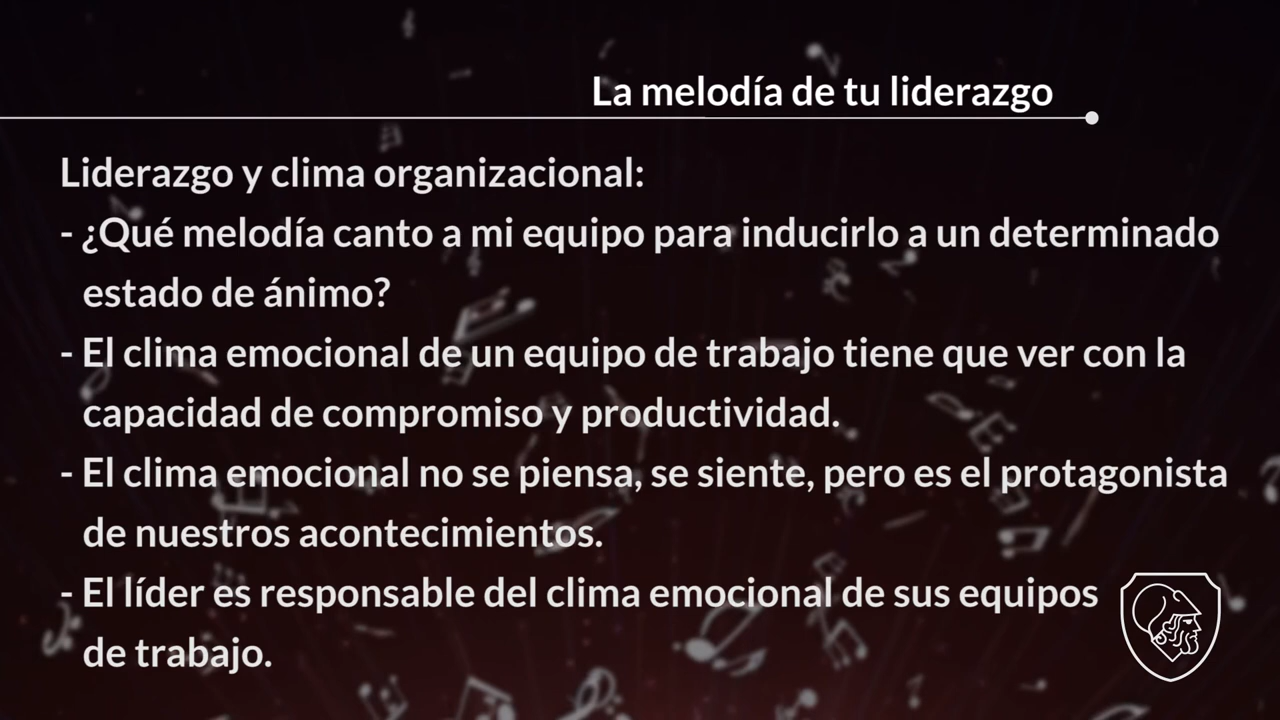 La melodía de tu liderazgo
Liderazgo y clima organizacional:
- ¿Qué melodía canto a mi equipo para inducirlo a un determinado
estado de ánimo?
- El clima emocional de un equipo de trabajo tiene que ver con la
capacidad de compromiso y productividad.
- El clima emocional no se piensa, se siente, pero es el protagonista
de nuestros acontecimientos.
- El líder es responsable del clima emocional de sus equipos
de trabajo.